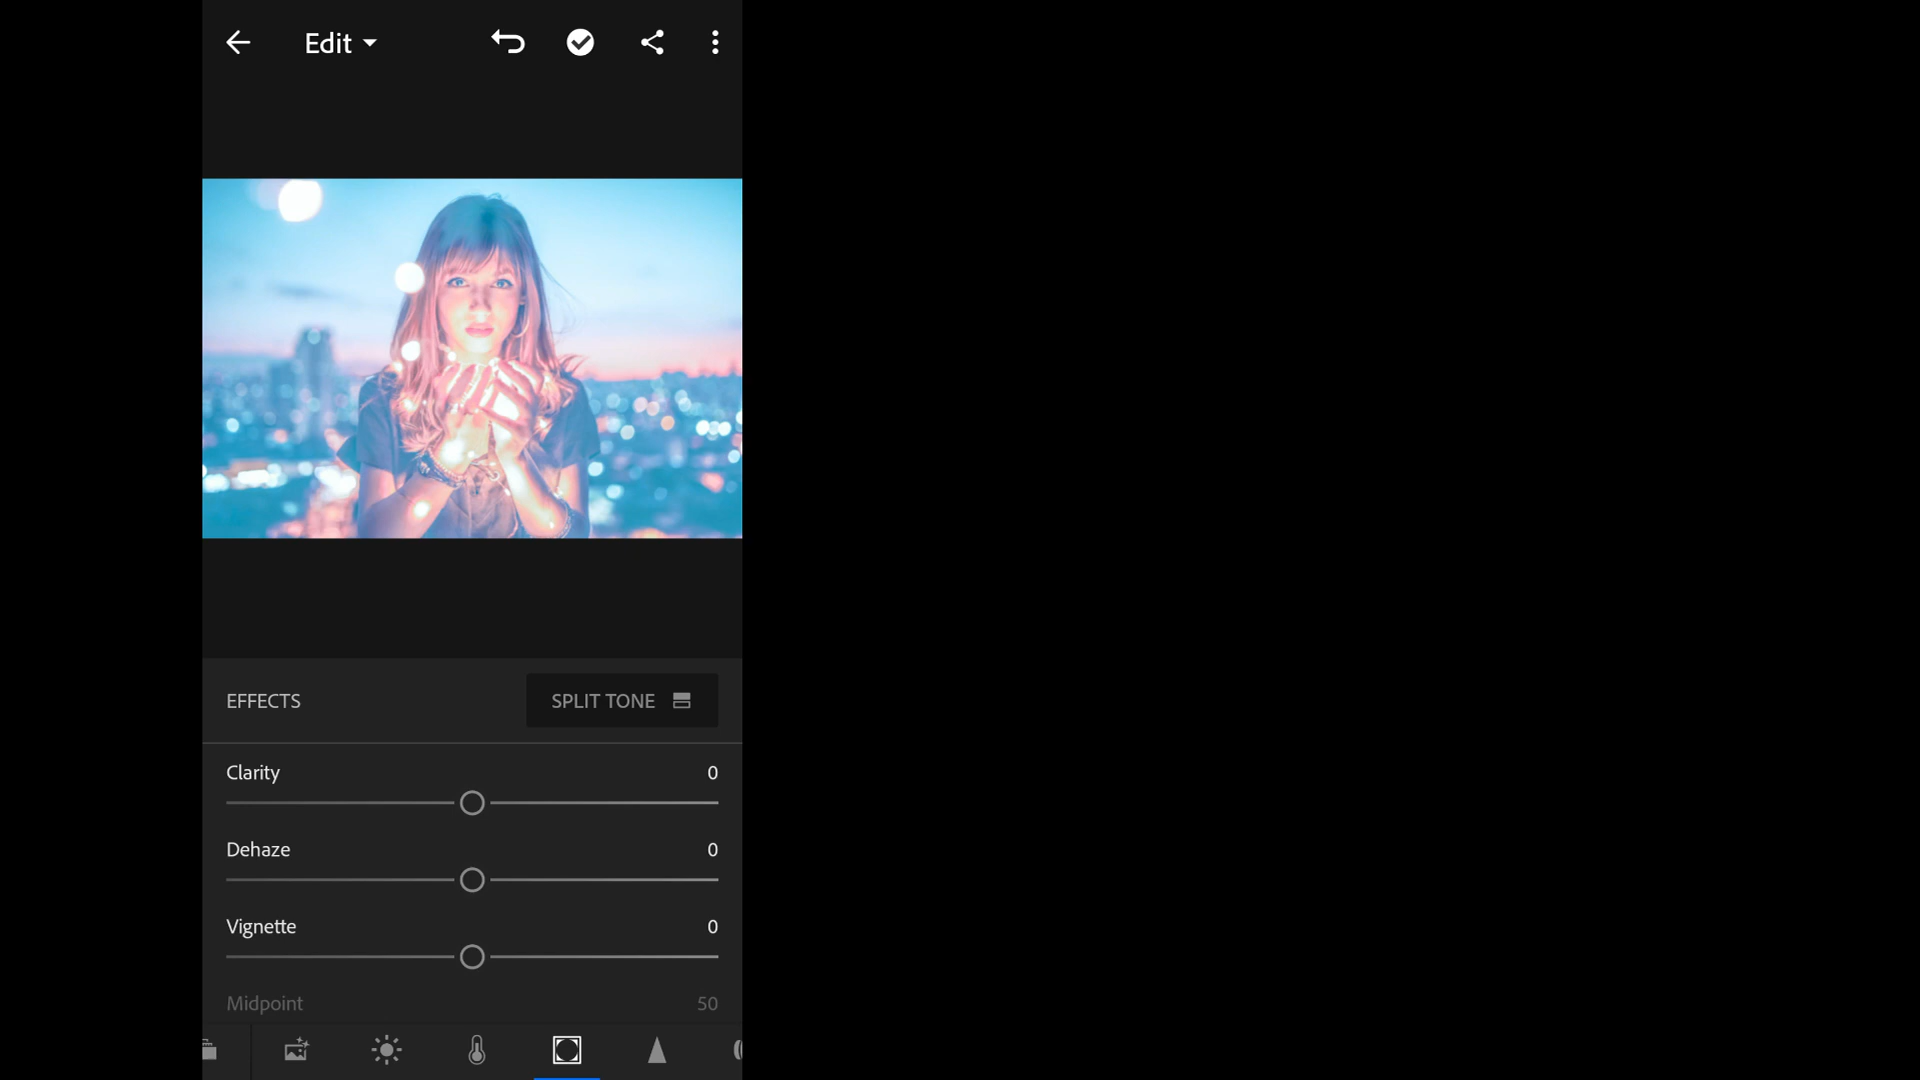 Edit
EFFECTS
SPLIT TONE
Clarity 0
Dehaze 0
Vignette 0
Midpoint 50